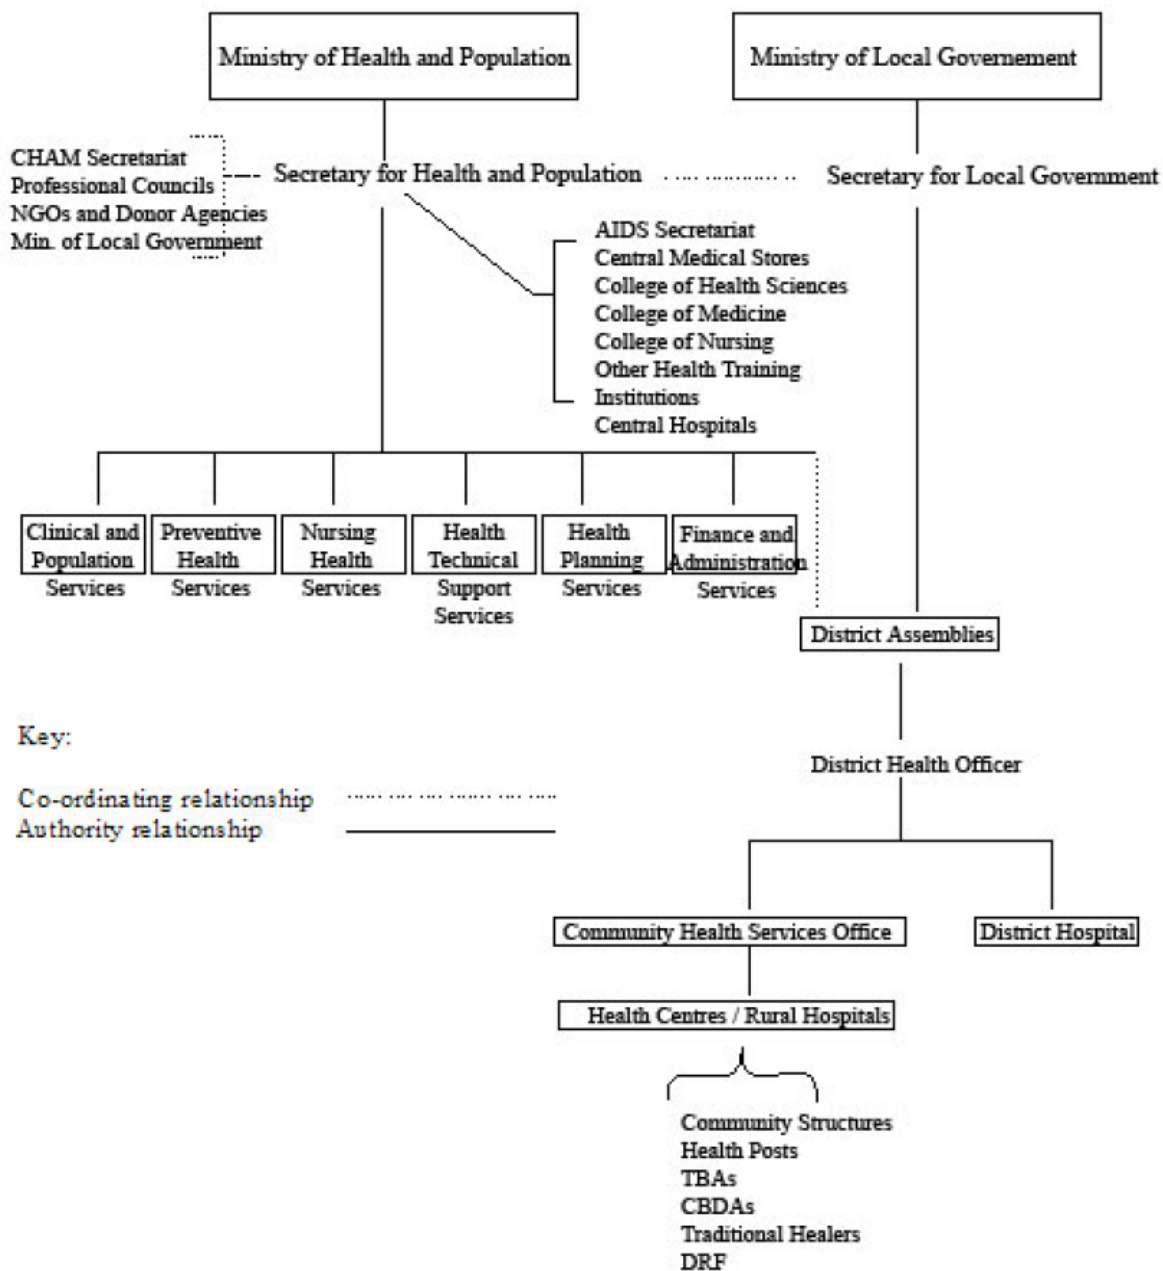 Ministry of Health and Population
Ministry of Local Governement
CHAM Secretariat
Professional Councils
NGOs and Donor Agencies
Min. of Local Government
Secretary for Health and Population
Secretary for Local Government
AIDS Secretariat
Central Medical Stores
College of Health Sciences
College of Medicine
College of Nursing
Other Health Training
Institutions
Central Hospitals
Clinical and
Population
Services
Preventive
Health
Services
Nursing
Health
Services
Health
Technical
Support
Services
Health
Planning
Services
Finance and
Administration
Services
District Assemblies
Key:
Co-ordinating relationship
Authority relationship
District Health Officer
Community Health Services Office
District Hospital
Health Centres / Rural Hospitals
Community Structures
Health Posts
TBAs
CBDAs
Traditional Healers
DRF